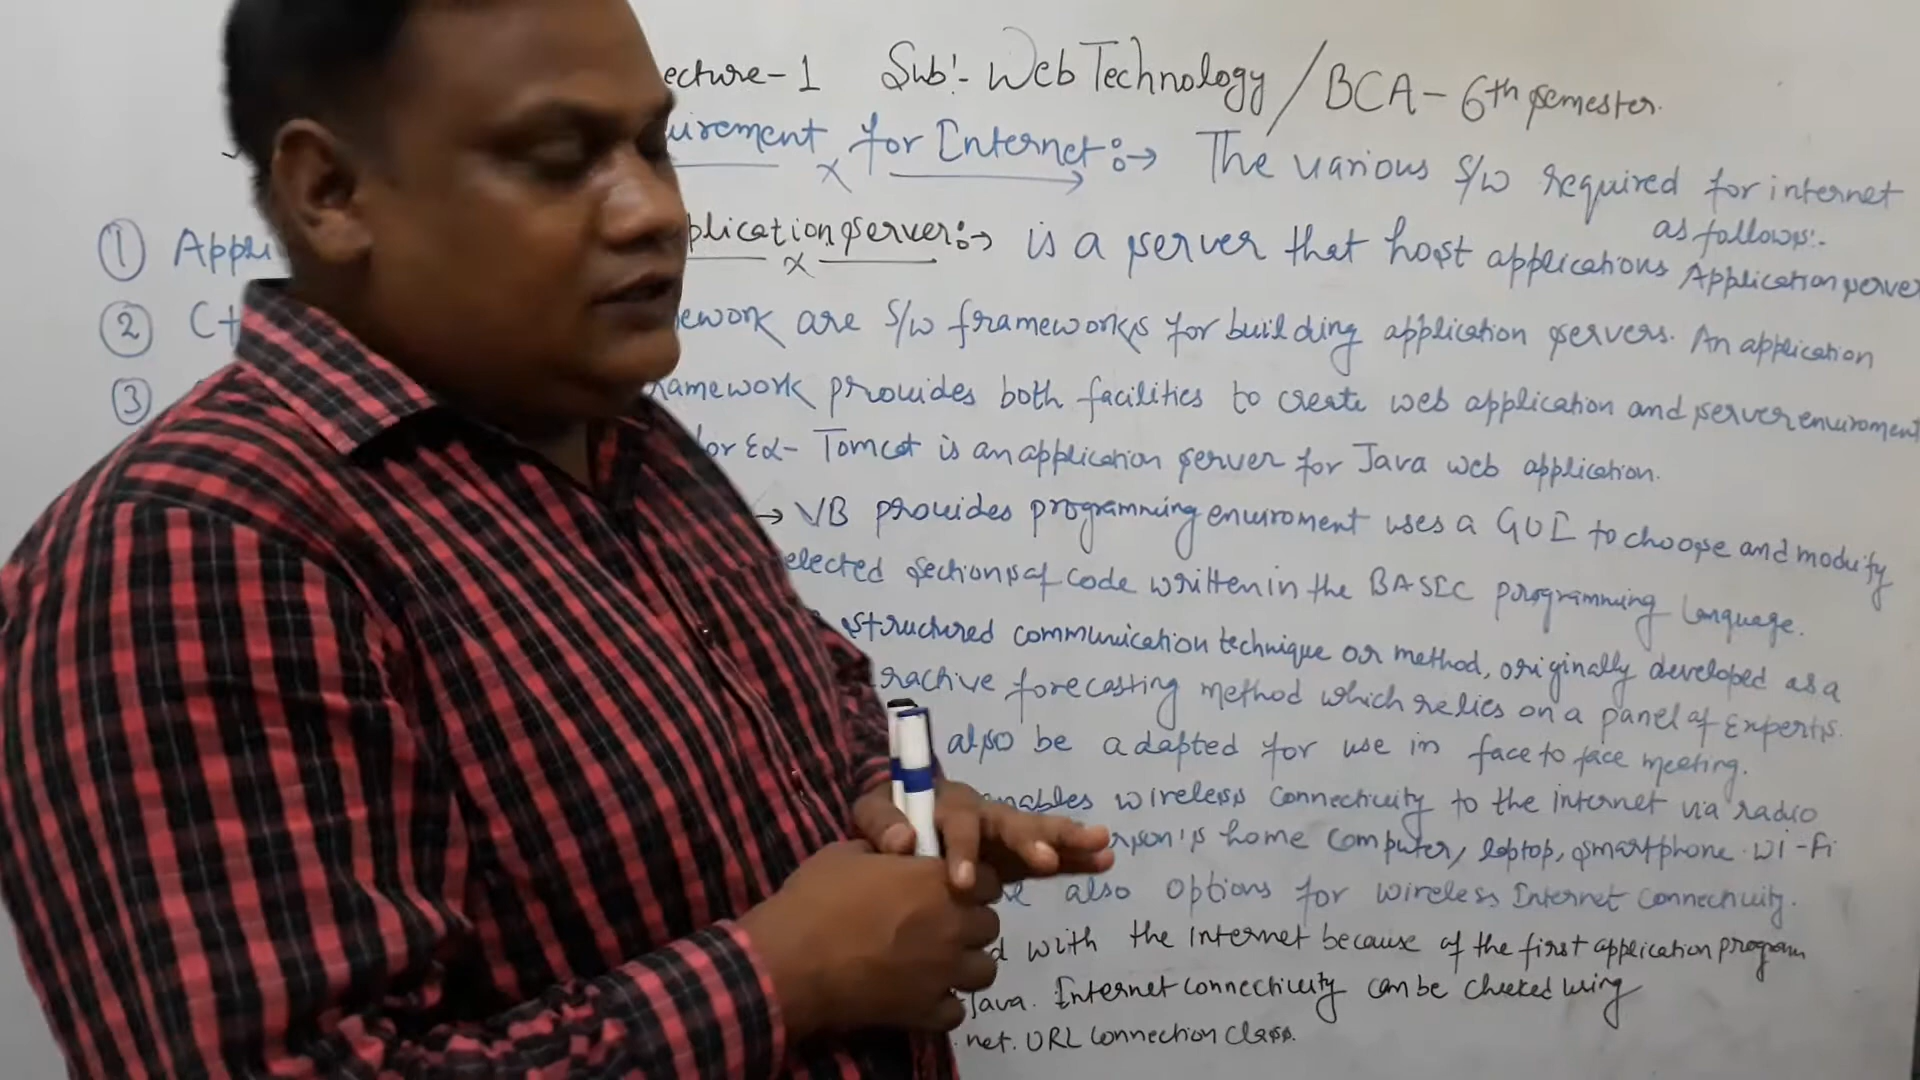 ecture-1 Sub:- Web Technology / BCA - 6th semester.
uirement for Internet:→ The various S/W required for internet
as follows:-
① Appli
plication server:→ is a server that host applications Application server
② C+
ework are S/W frameworks for building application servers. An application
③
ramework provides both facilities to create web application and server enviroment
for Ex- Tomcat is an application server for Java web application.
→ VB provides programming enviroment uses a GUI to choose and modify
elected sections of code written in the BASIC programming language.
structured communication technique or method, originally developed as a
ractive forecasting method which relies on a panel of Experts.
also be adapted for use in face to face meeting.
nables wireless connectivity to the internet via radio
rson's home computer, laptop, smartphone. Wi-Fi
also options for wireless Internet connectivity.
d with the internet because of the first application program
Java. Internet connectivity can be checked using
net. URL Connection Class.